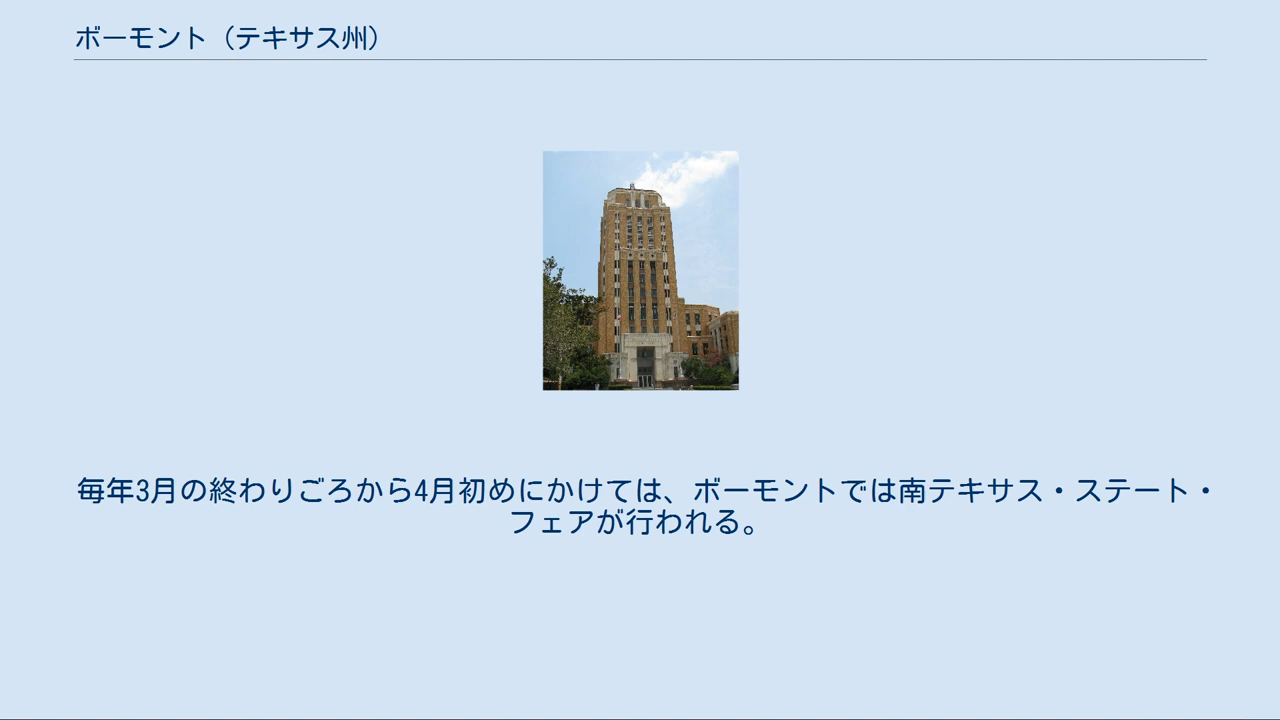 ボーモント（テキサス州）
毎年3月の終わりごろから4月初めにかけては、ボーモントでは南テキサス・ステート・
フェアが行われる。